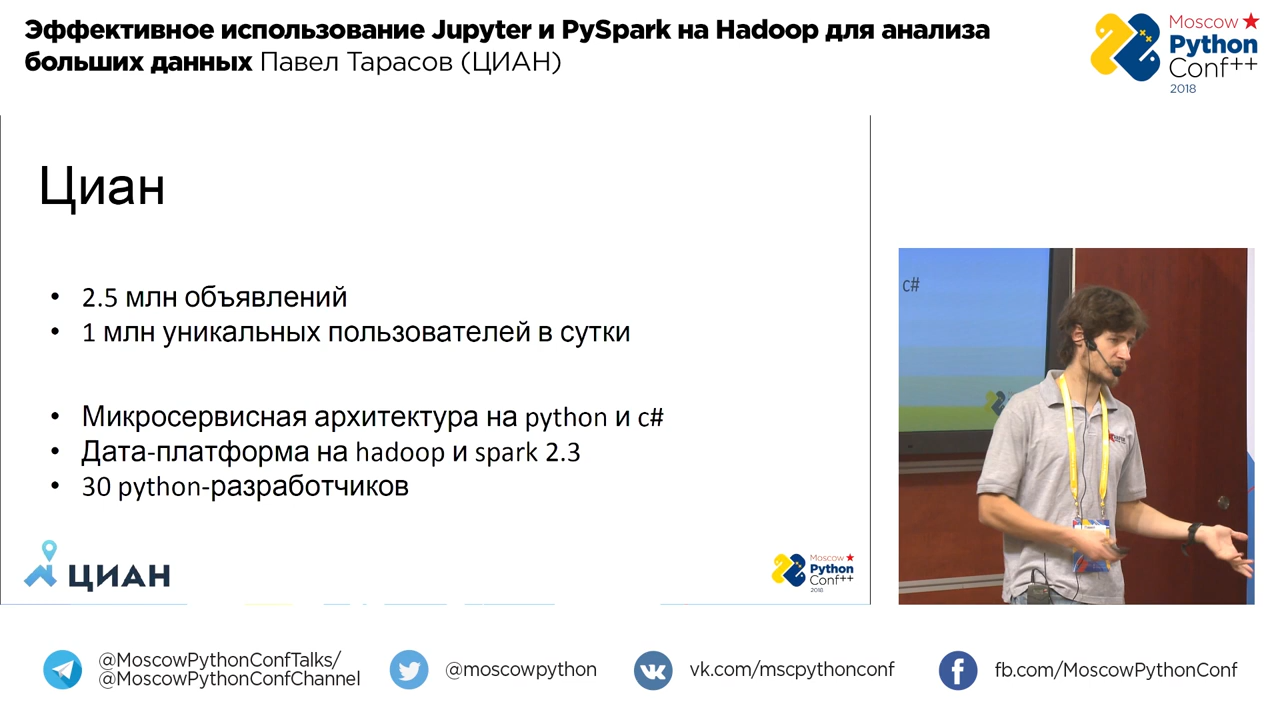 Эффективное использование Jupyter и PySpark на Hadoop для анализа
больших данных Павел Тарасов (ЦИАН)
Moscow
Python
Conf++
2018
Циан
• 2.5 млн объявлений
• 1 млн уникальных пользователей в сутки
• Микросервисная архитектура на python и c#
• Дата-платформа на hadoop и spark 2.3
• 30 python-разработчиков
ЦИАН
Moscow
Python
Conf++
2018
c#
@MoscowPythonConfTalks/
@MoscowPythonConfChannel
@moscowpython
vk.com/mscpythonconf
fb.com/MoscowPythonConf